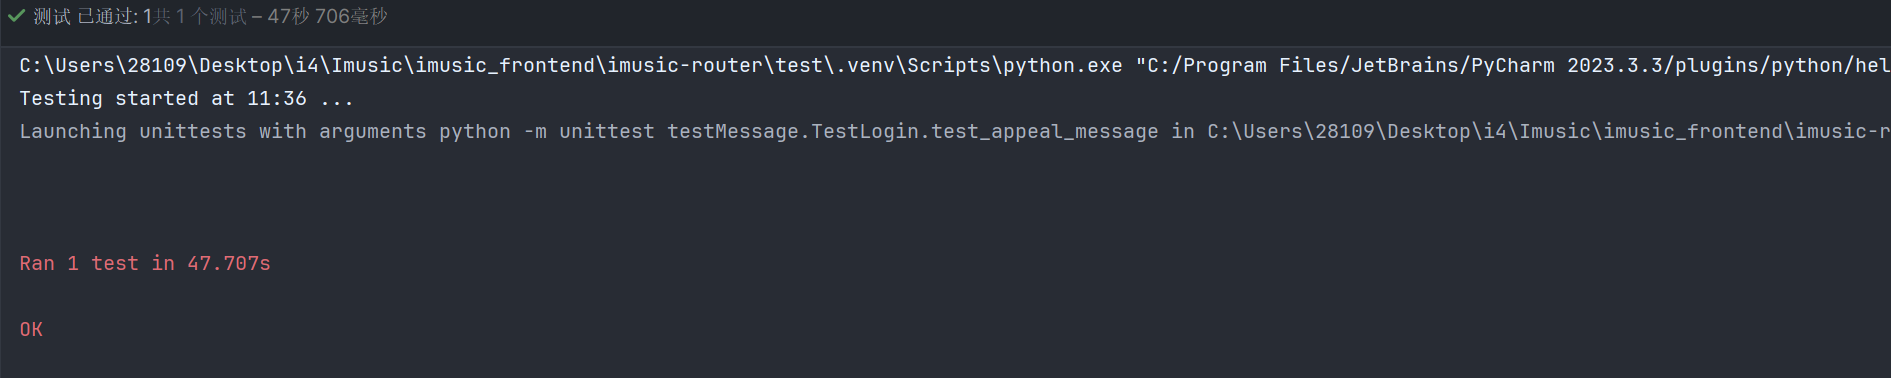 测试 已通过: 1共 1 个测试 – 47秒 706毫秒
C:\Users\28109\Desktop\i4\Imusic\imusic_frontend\imusic-router\test\.venv\Scripts\python.exe "C:/Program Files/JetBrains/PyCharm 2023.3.3/plugins/python/hel
Testing started at 11:36 ...
Launching unittests with arguments python -m unittest testMessage.TestLogin.test_appeal_message in C:\Users\28109\Desktop\i4\Imusic\imusic_frontend\imusic-r
Ran 1 test in 47.707s
OK